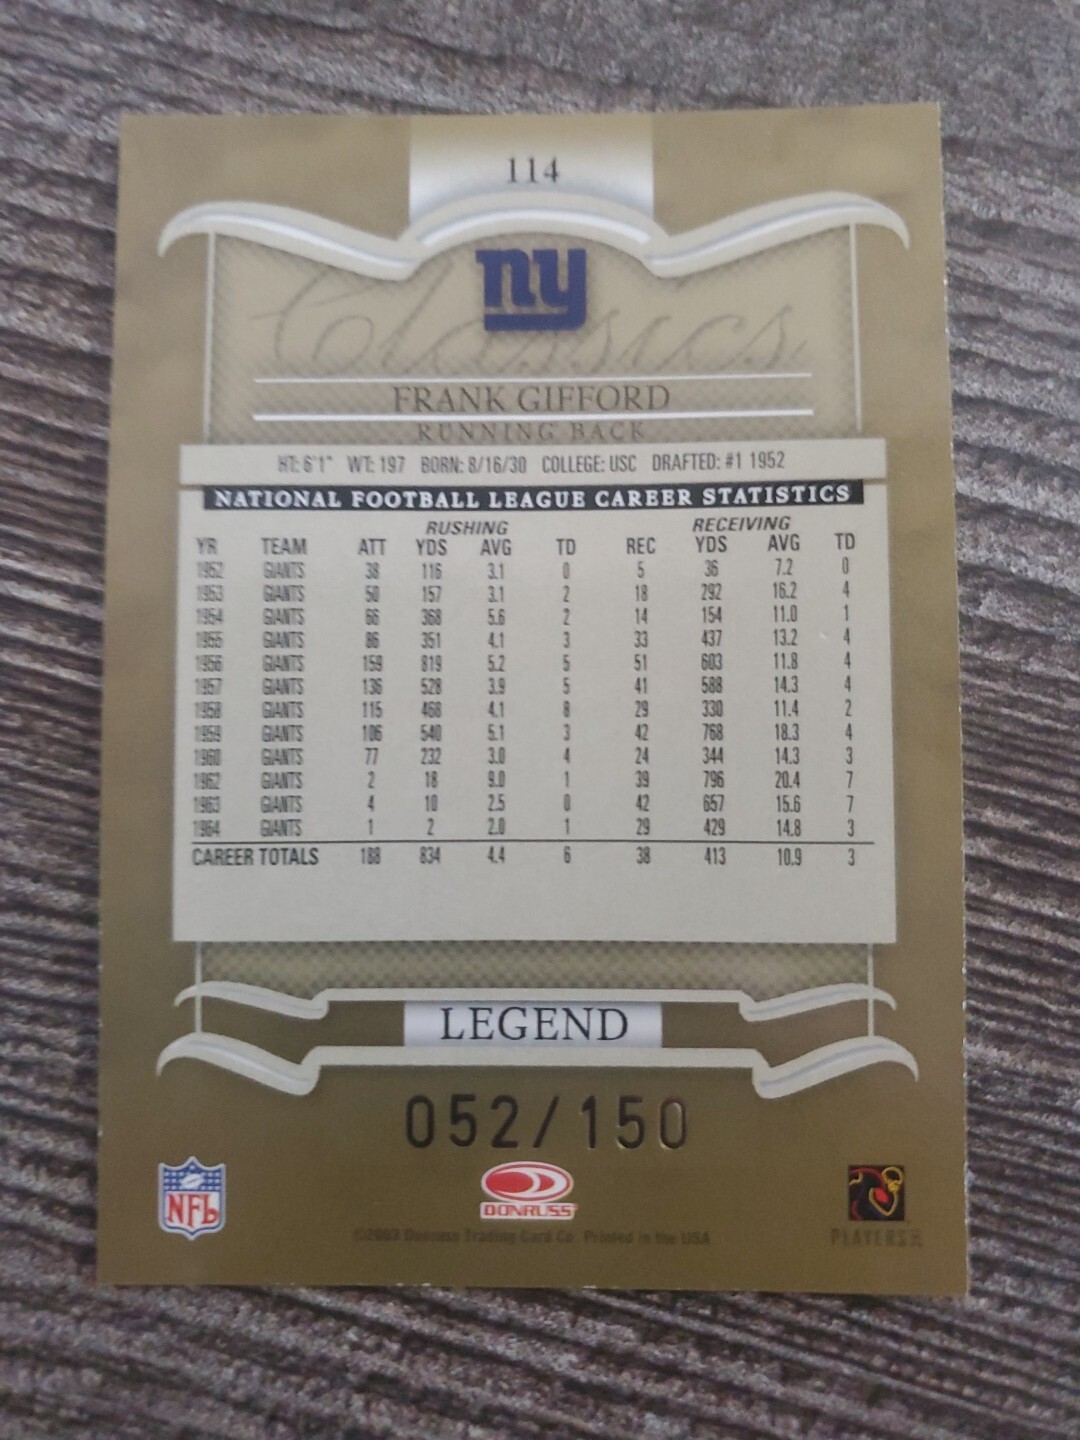 114
ny
Classics
FRANK GIFFORD
RUNNING BACK
HT: 6'1" WT: 197 BORN: 8/16/30 COLLEGE: USC DRAFTED: #1 1952
NATIONAL FOOTBALL LEAGUE CAREER STATISTICS
RUSHING RECEIVING
YR TEAM ATT YDS AVG TD REC YDS AVG TD
1952 GIANTS 38 116 3.1 0 5 36 7.2 0
1953 GIANTS 50 157 3.1 2 18 292 16.2 4
1954 GIANTS 66 368 5.6 2 14 154 11.0 1
1955 GIANTS 86 351 4.1 3 33 437 13.2 4
1956 GIANTS 159 819 5.2 5 51 603 11.8 4
1957 GIANTS 136 528 3.9 5 41 588 14.3 4
1958 GIANTS 115 468 4.1 8 29 330 11.4 2
1959 GIANTS 106 540 5.1 3 42 768 18.3 4
1960 GIANTS 77 232 3.0 4 24 344 14.3 3
1962 GIANTS 2 18 9.0 1 39 796 20.4 7
1963 GIANTS 4 10 2.5 0 42 657 15.6 7
1964 GIANTS 1 2 2.0 1 29 429 14.8 3
CAREER TOTALS 188 834 4.4 6 38 413 10.9 3
LEGEND
052/150
NFL
DONRUSS
©2003 Donruss Trading Card Co. Printed in the USA
PLAYERS INC